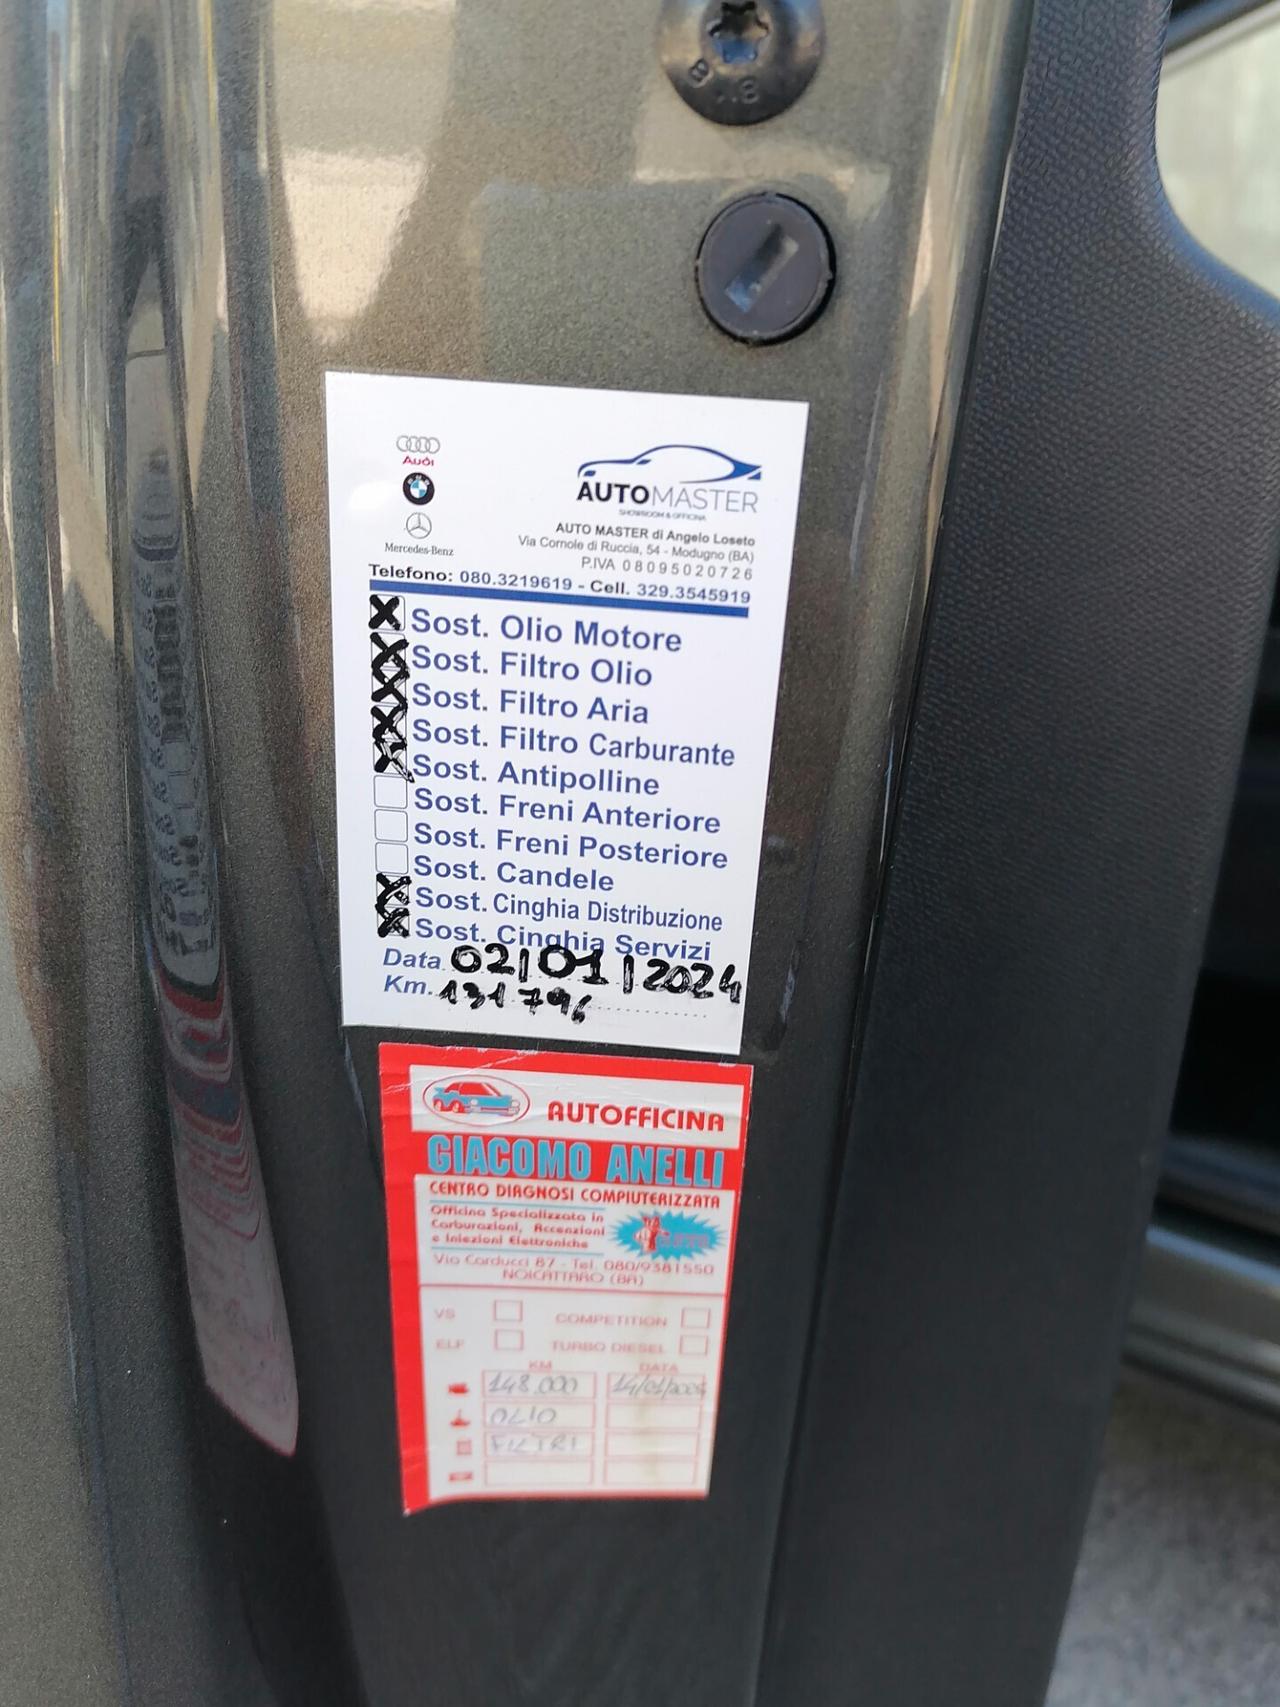 8.8
Audi
BMW
Mercedes-Benz
AUTOMASTER
SHOWROOM & OFFICINA
AUTO MASTER di Angelo Loseto
Via Cornole di Ruccia, 54 - Modugno (BA)
P.IVA 08095020726
Telefono: 080.3219619 - Cell. 329.3545919
Sost. Olio Motore
Sost. Filtro Olio
Sost. Filtro Aria
Sost. Filtro Carburante
Sost. Antipolline
Sost. Freni Anteriore
Sost. Freni Posteriore
Sost. Candele
Sost. Cinghia Distribuzione
Sost. Cinghia Servizi
Data 02/01/2024
Km. 131796
AUTOFFICINA
GIACOMO ANELLI
CENTRO DIAGNOSI COMPIUTERIZZATA
Officina Specializzata in
Carburazioni, Accenzioni
e Iniezioni Elettroniche
Via Carducci 87 - Tel. 080/9381550
NOICATTARO (BA)
VS COMPETITION
ELF TURBO DIESEL
KM DATA
148.000
OLIO
FILTRI